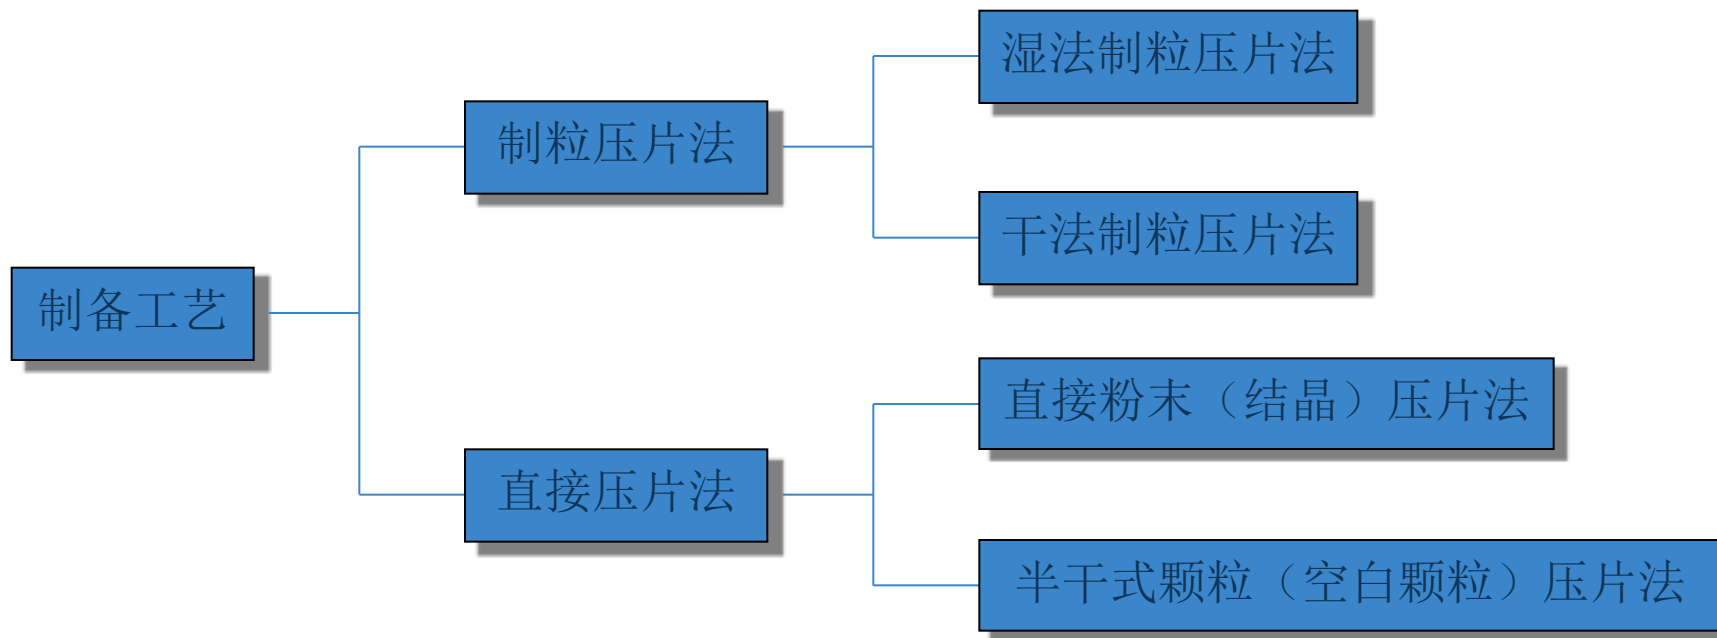 制备工艺
制粒压片法
湿法制粒压片法
干法制粒压片法
直接压片法
直接粉末（结晶）压片法
半干式颗粒（空白颗粒）压片法